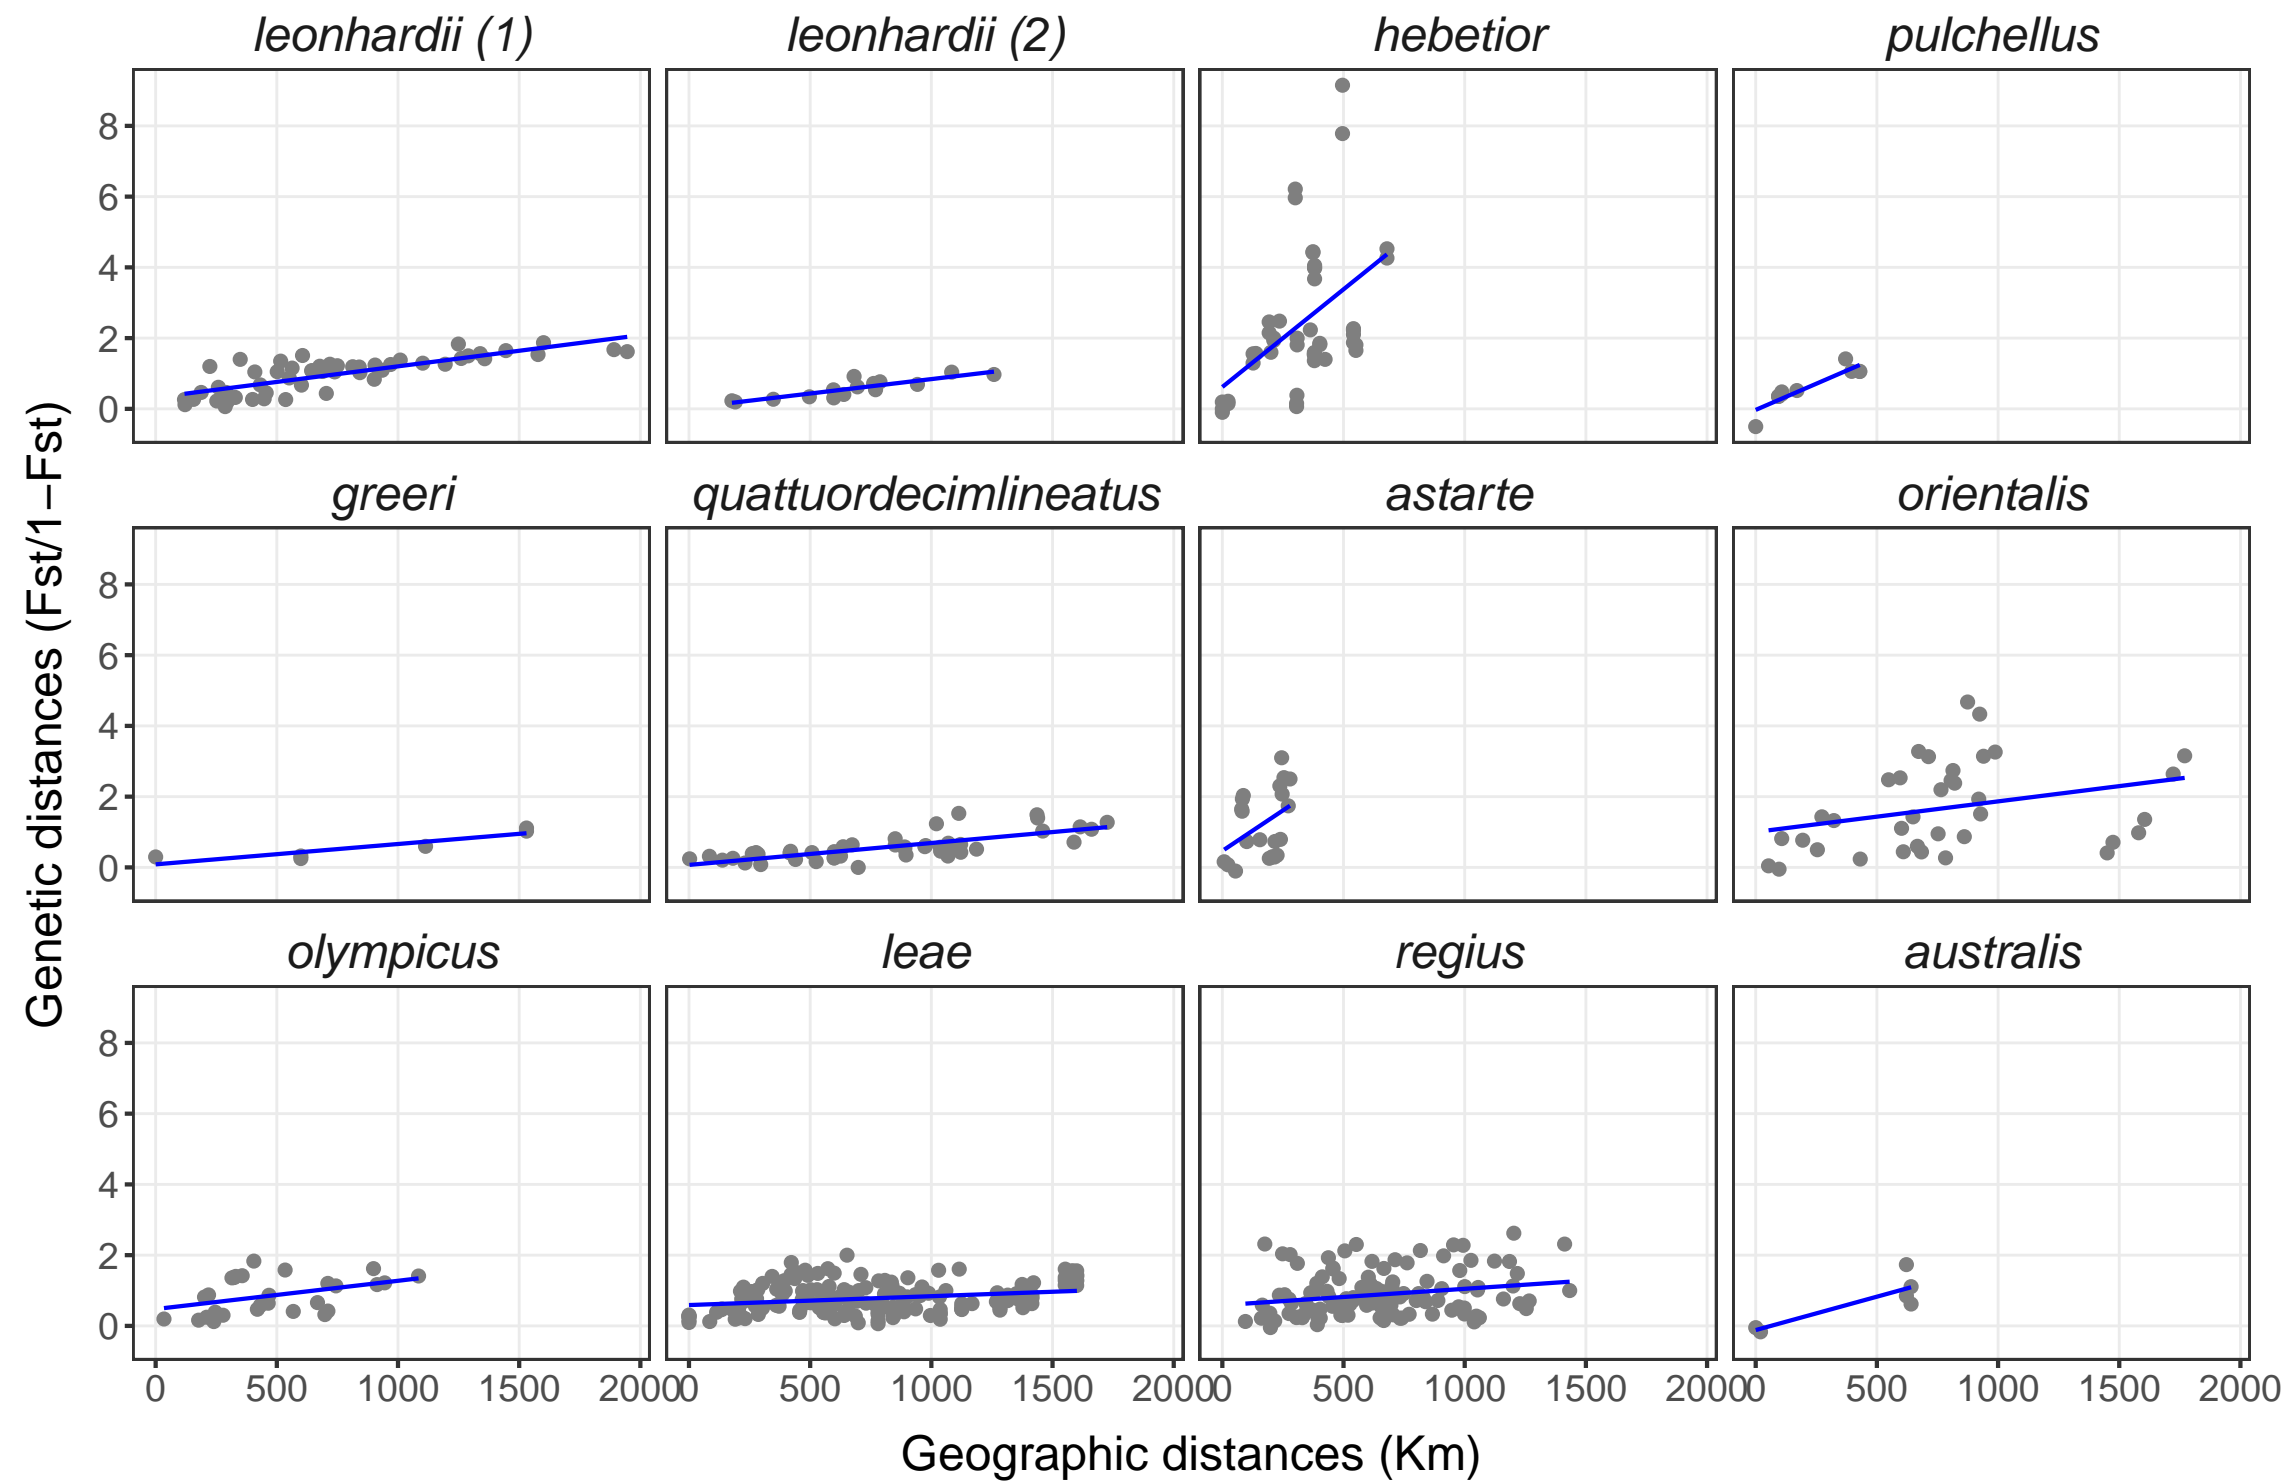 leonhardii (1) leonhardii (2) hebetior pulchellus
8
6
4
2
0
greeri quattuordecimlineatus astarte orientalis
8
6
4
2
0
olympicus leae regius australis
8
6
4
2
0
0 500 1000 1500 2000 0 500 1000 1500 2000 0 500 1000 1500 2000 0 500 1000 1500 2000
Geographic distances (Km)
Genetic distances (Fst/1−Fst)